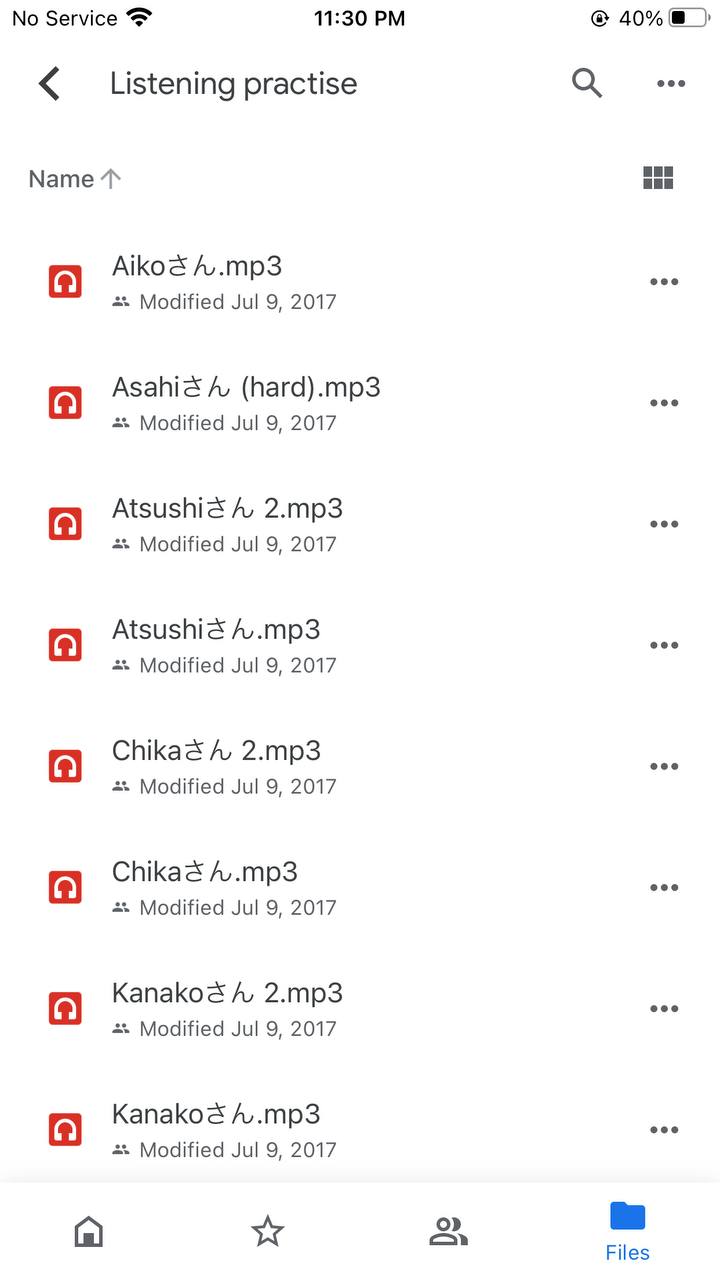 No Service 11:30 PM 40%
Listening practise
Name
Aikoさん.mp3
Modified Jul 9, 2017
Asahiさん (hard).mp3
Modified Jul 9, 2017
Atsushiさん 2.mp3
Modified Jul 9, 2017
Atsushiさん.mp3
Modified Jul 9, 2017
Chikaさん 2.mp3
Modified Jul 9, 2017
Chikaさん.mp3
Modified Jul 9, 2017
Kanakoさん 2.mp3
Modified Jul 9, 2017
Kanakoさん.mp3
Modified Jul 9, 2017
Files